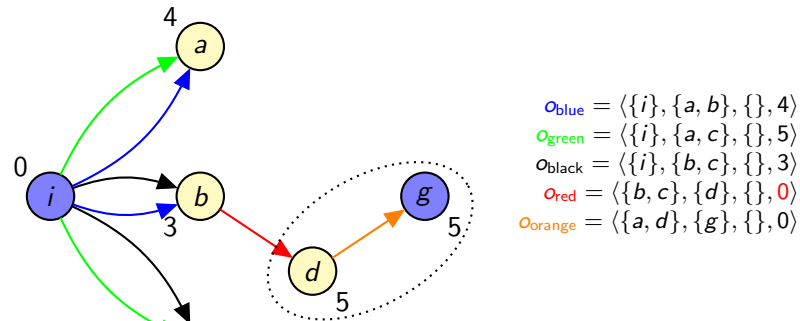 4
a
0
i
b
3
g
5
d
5
o_blue = ⟨{i}, {a, b}, {}, 4⟩
o_green = ⟨{i}, {a, c}, {}, 5⟩
o_black = ⟨{i}, {b, c}, {}, 3⟩
o_red = ⟨{b, c}, {d}, {}, 0⟩
o_orange = ⟨{a, d}, {g}, {}, 0⟩